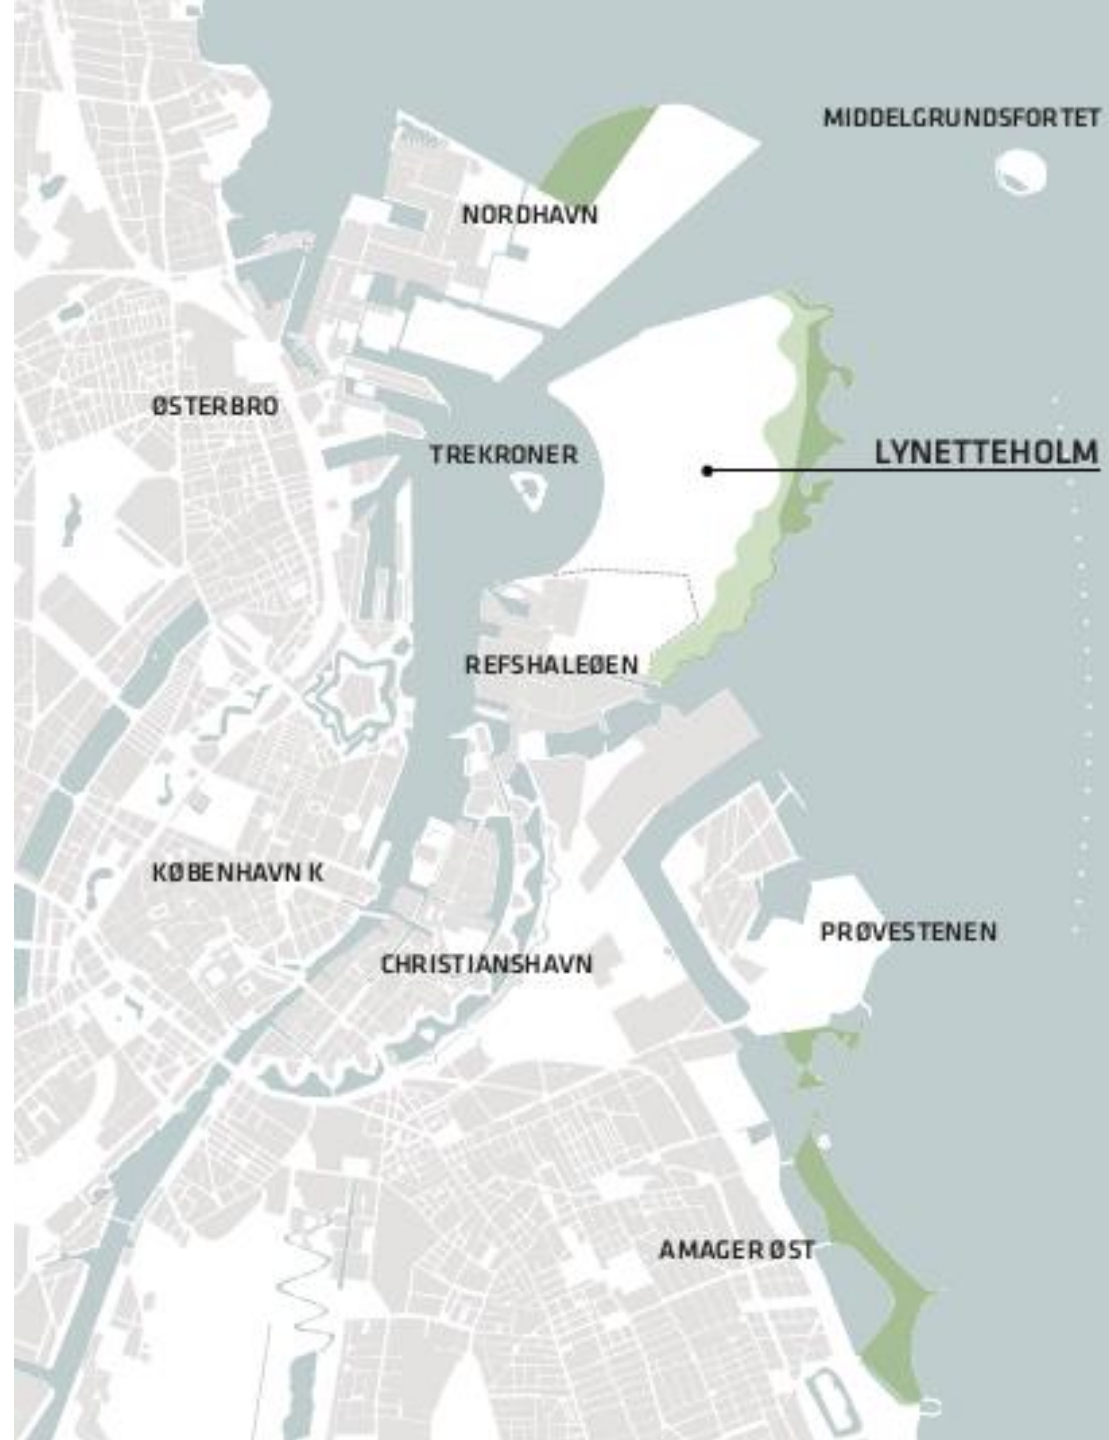 MIDDELGRUNDSFORTET
NORDHAVN
ØSTERBRO
TREKRONER
LYNETTEHOLM
REFSHALEØEN
KØBENHAVN K
PRØVESTENEN
CHRISTIANSHAVN
AMAGER ØST